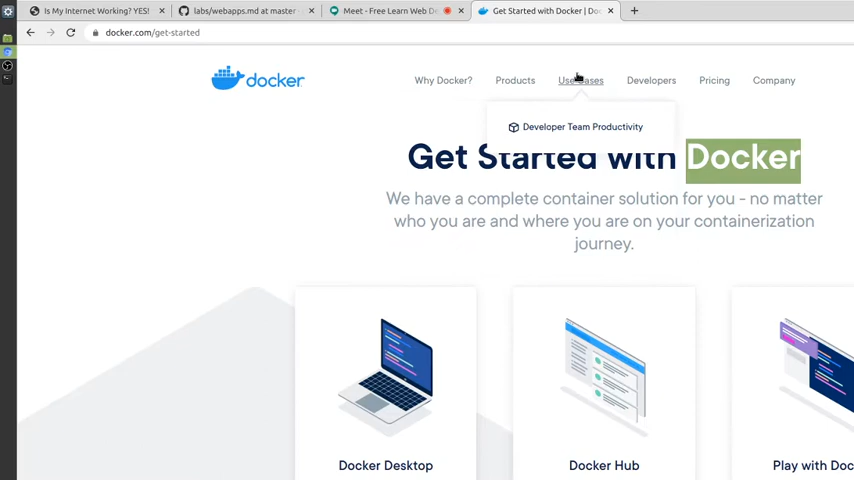 Is My Internet Working? YES!
labs/webapps.md at master
Meet - Free Learn Web De
Get Started with Docker | Do
docker.com/get-started
docker
Why Docker? Products Use Cases Developers Pricing Company
Developer Team Productivity
Get Started with Docker
We have a complete container solution for you - no matter
who you are and where you are on your containerization
journey.
Docker Desktop
Docker Hub
Play with Doc